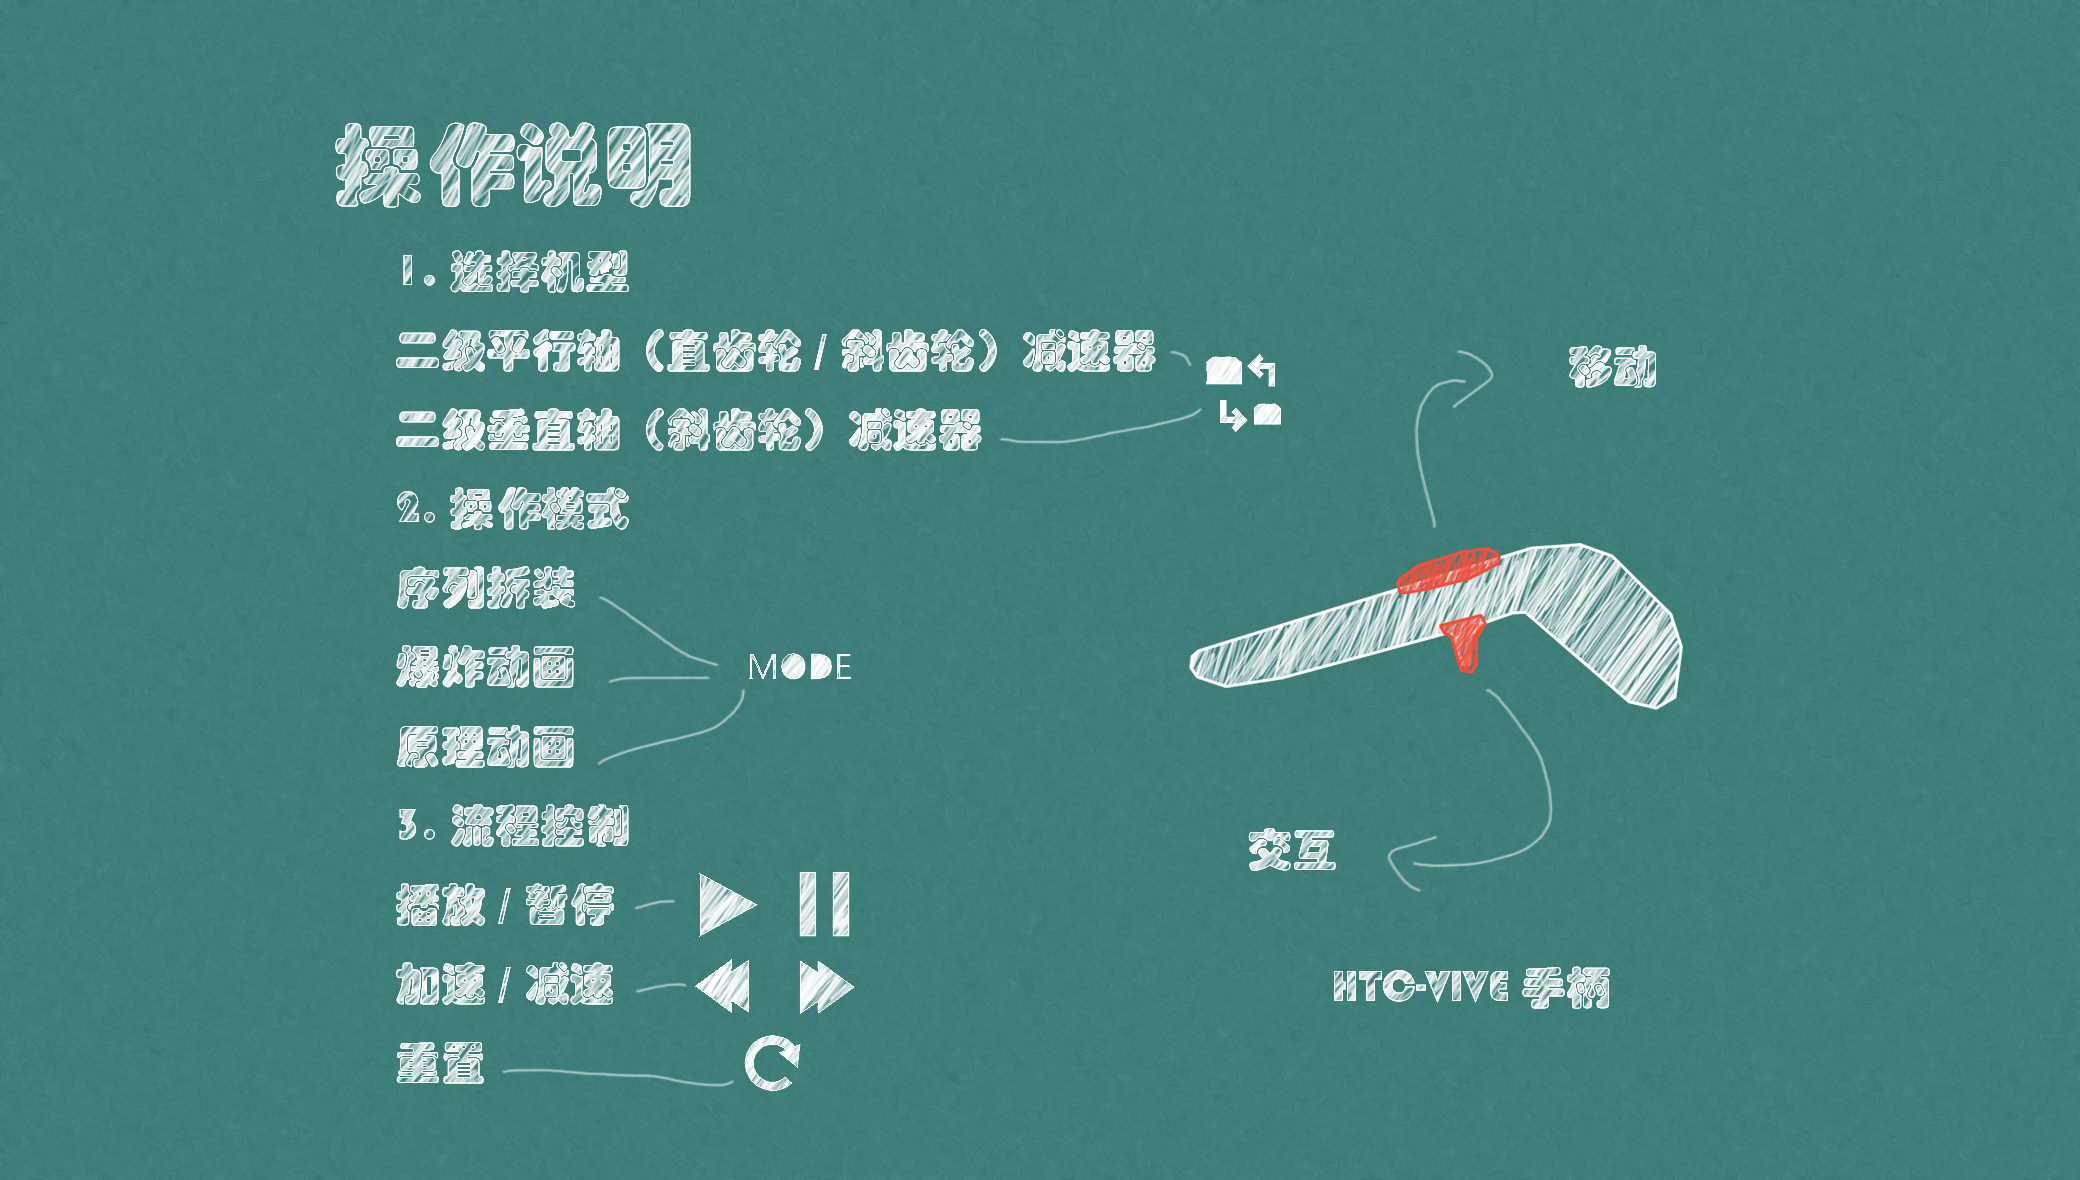 操作说明
1. 选择机型
二级平行轴（直齿轮 / 斜齿轮）减速器
二级垂直轴（斜齿轮）减速器
2. 操作模式
序列拆装
爆炸动画
原理动画
MODE
3. 流程控制
播放 / 暂停
加速 / 减速
重置
移动
交互
HTC-VIVE 手柄